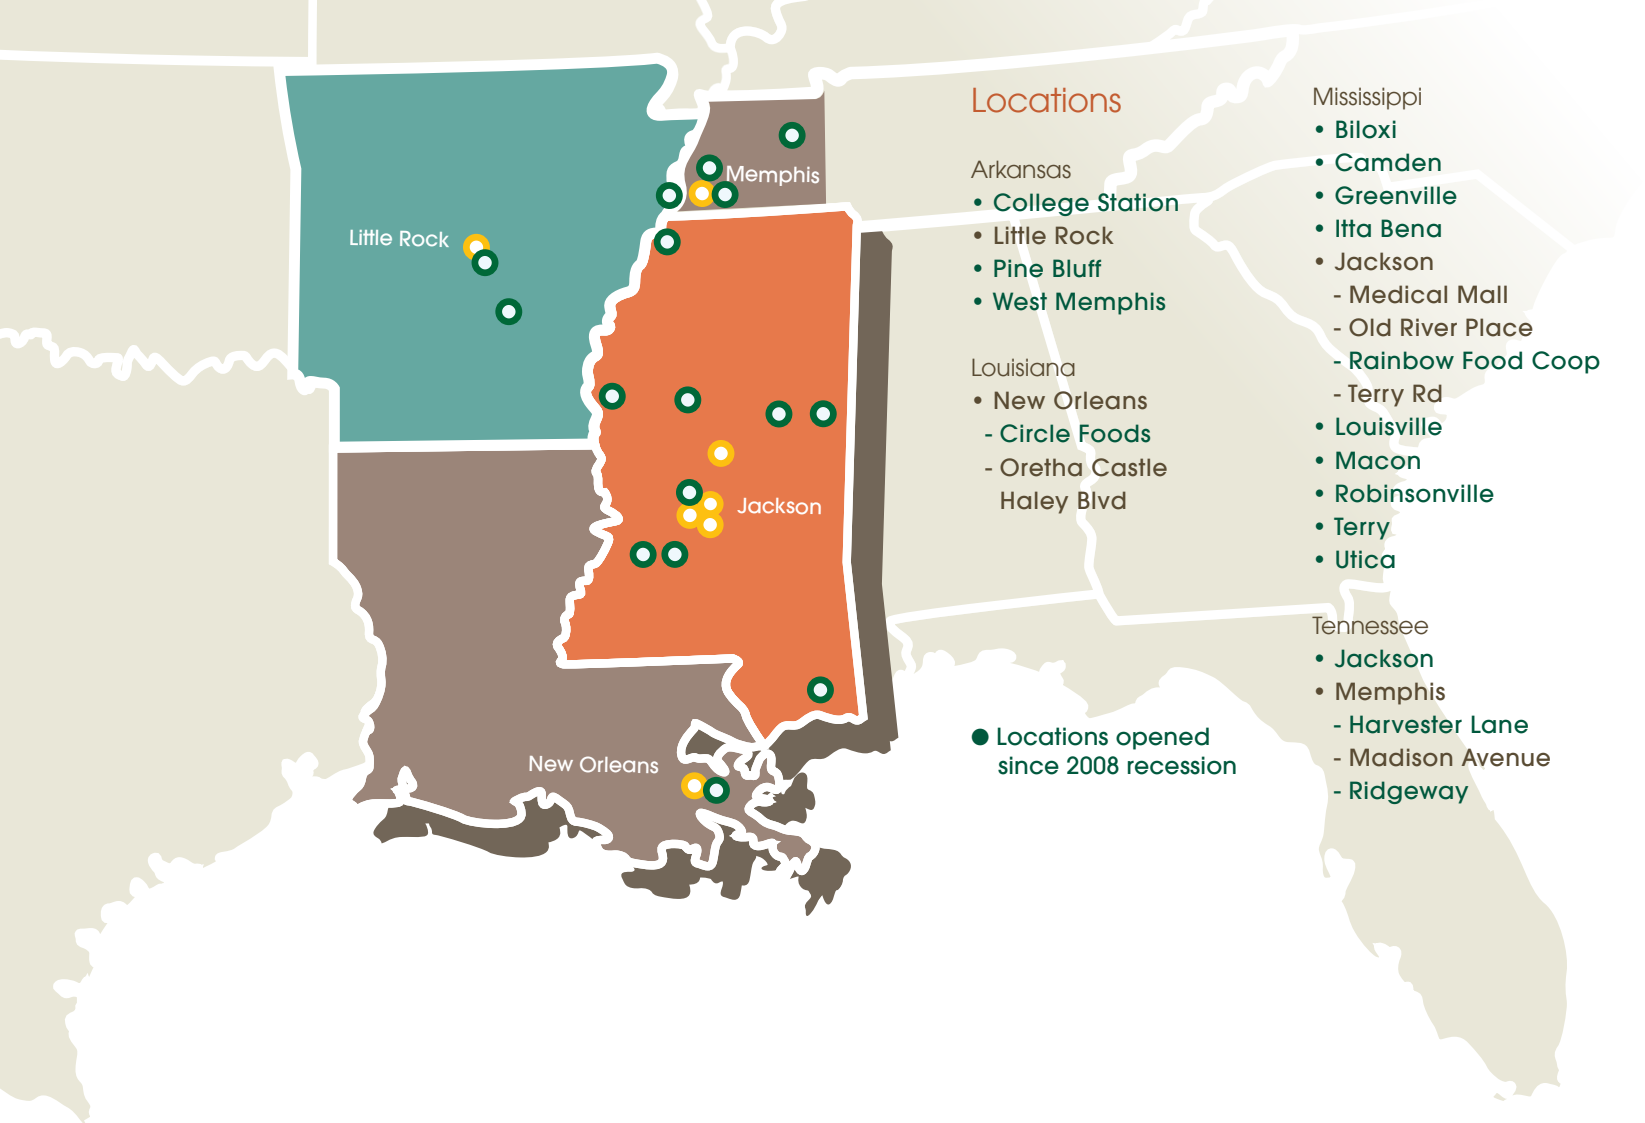 Memphis
Little Rock
Jackson
New Orleans
Locations
Arkansas
• College Station
• Little Rock
• Pine Bluff
• West Memphis
Louisiana
• New Orleans
- Circle Foods
- Oretha Castle
Haley Blvd
● Locations opened
since 2008 recession
Mississippi
• Biloxi
• Camden
• Greenville
• Itta Bena
• Jackson
- Medical Mall
- Old River Place
- Rainbow Food Coop
- Terry Rd
• Louisville
• Macon
• Robinsonville
• Terry
• Utica
Tennessee
• Jackson
• Memphis
- Harvester Lane
- Madison Avenue
- Ridgeway